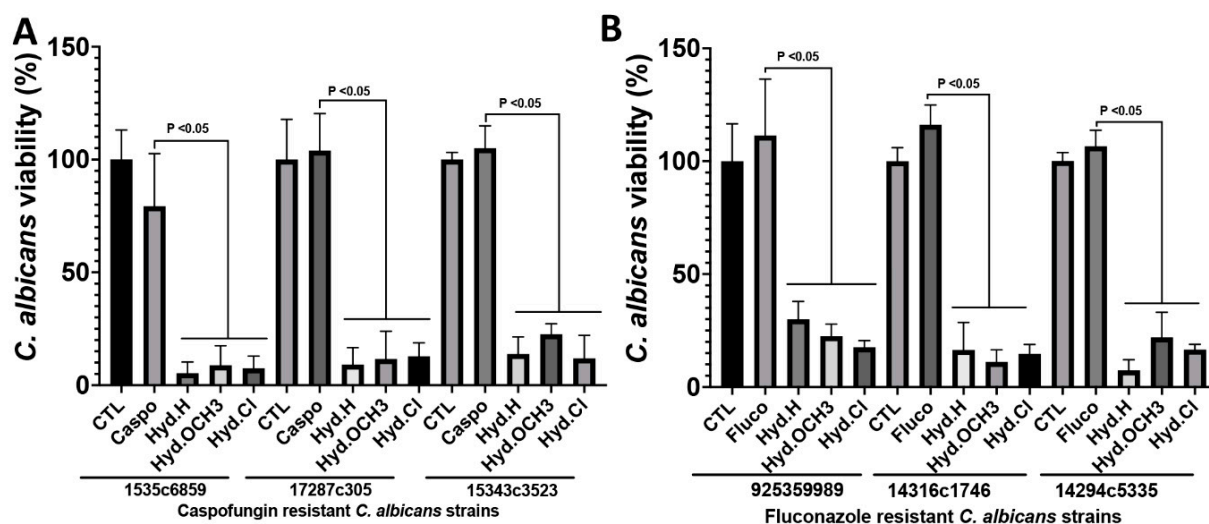 A
C. albicans viability (%)
150
100
50
0
P <0.05
P <0.05
P <0.05
CTL
Caspo
Hyd.H
Hyd.OCH3
Hyd.Cl
CTL
Caspo
Hyd.H
Hyd.OCH3
Hyd.Cl
CTL
Caspo
Hyd.H
Hyd.OCH3
Hyd.Cl
1535c6859
17287c305
15343c3523
Caspofungin resistant C. albicans strains
B
C. albicans viability (%)
150
100
50
0
P <0.05
P <0.05
P <0.05
CTL
Fluco
Hyd.H
Hyd.OCH3
Hyd.Cl
CTL
Fluco
Hyd.H
Hyd.OCH3
Hyd.Cl
CTL
Fluco
Hyd.H
Hyd.OCH3
Hyd.Cl
925359989
14316c1746
14294c5335
Fluconazole resistant C. albicans strains